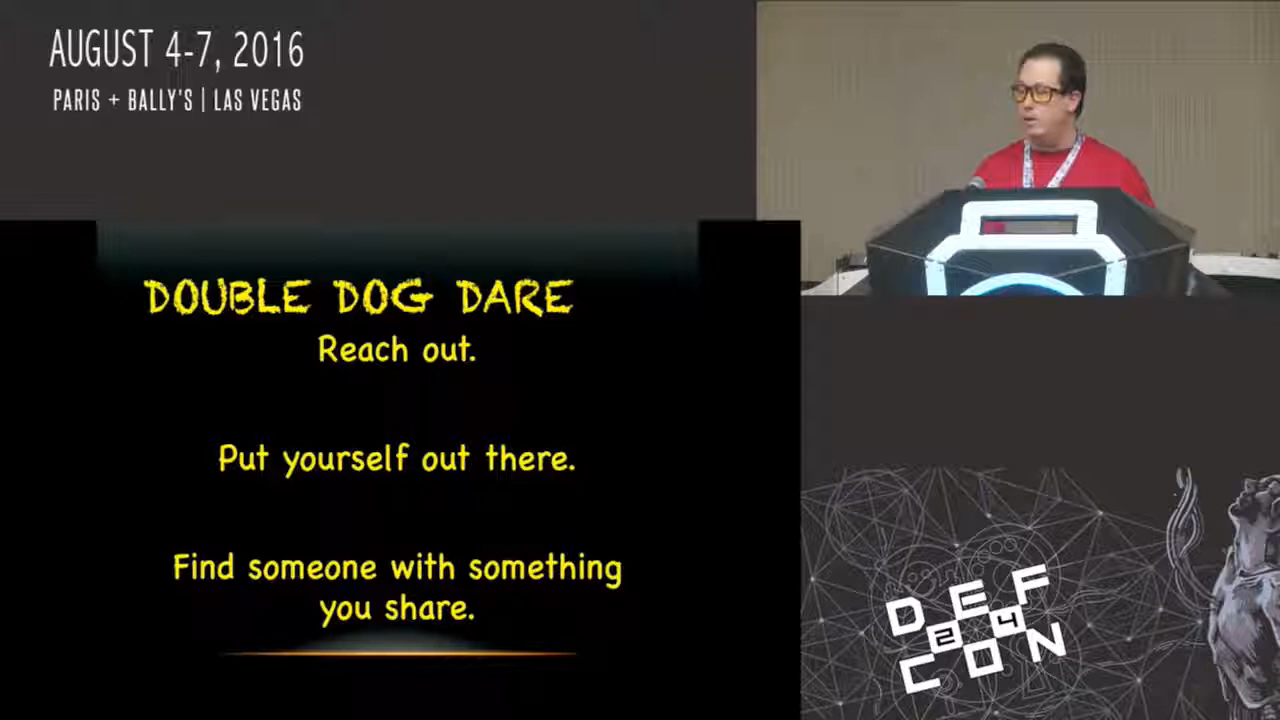 AUGUST 4-7, 2016
PARIS + BALLY'S | LAS VEGAS
DOUBLE DOG DARE
Reach out.
Put yourself out there.
Find someone with something
you share.
DEF
24
CON